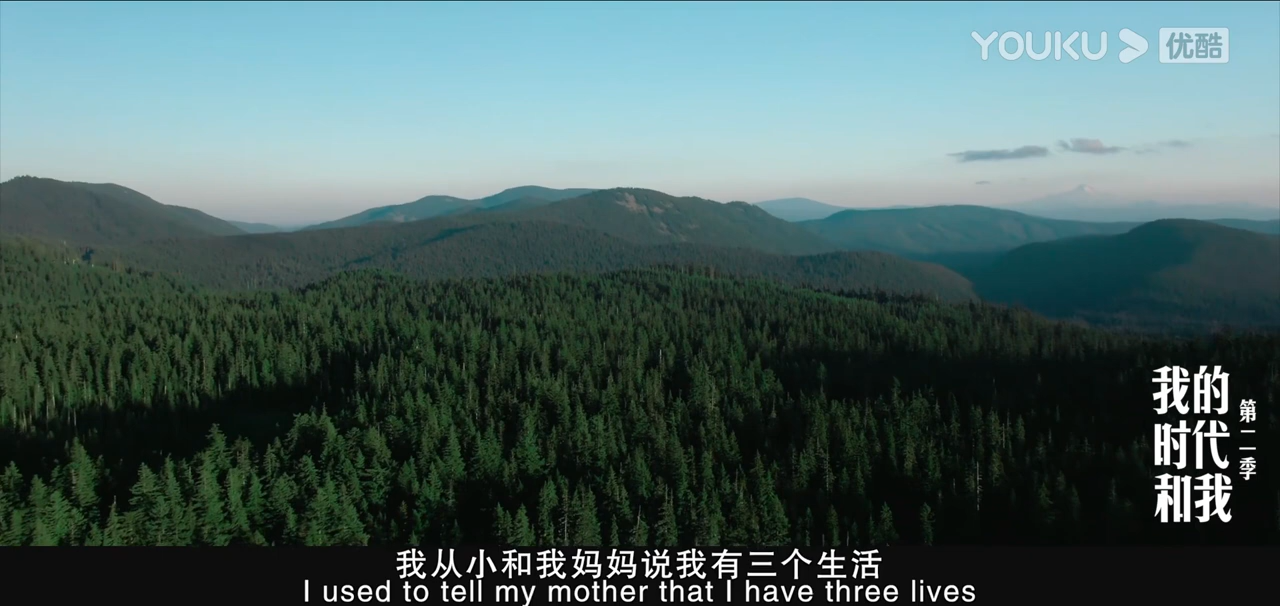 YOUKU 优酷
我的
时代
和我
第二季
我从小和我妈妈说我有三个生活
I used to tell my mother that I have three lives